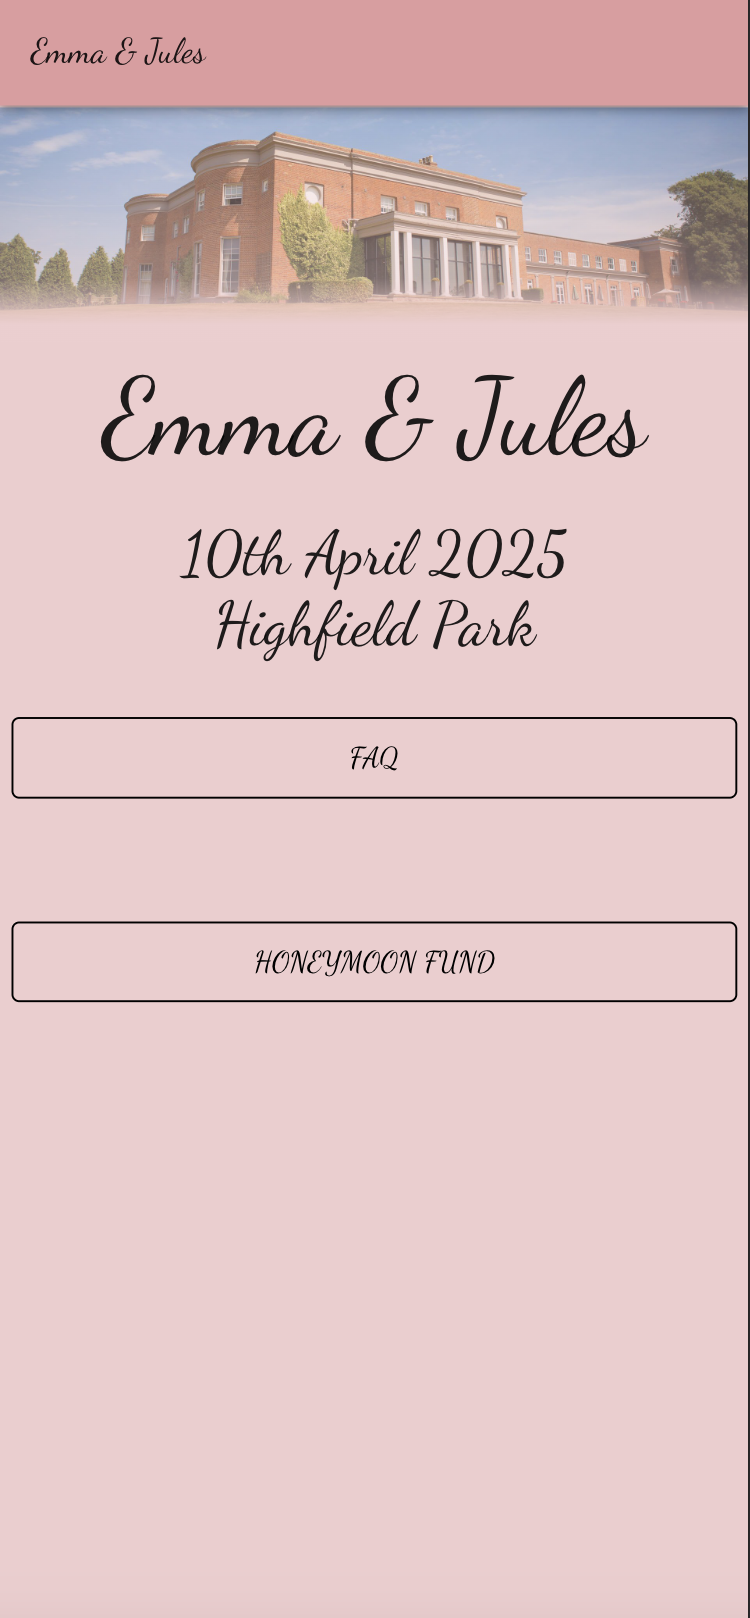 Emma & Jules
Emma & Jules
10th April 2025
Highfield Park
FAQ
HONEYMOON FUND